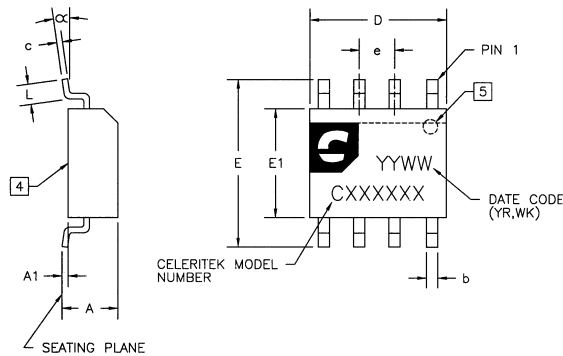 α
D
c
e
PIN 1
L
5
E
E1
YYWW
4
CXXXXXX
DATE CODE
(YR,WK)
CELERITEK MODEL
NUMBER
A1
A
b
SEATING PLANE